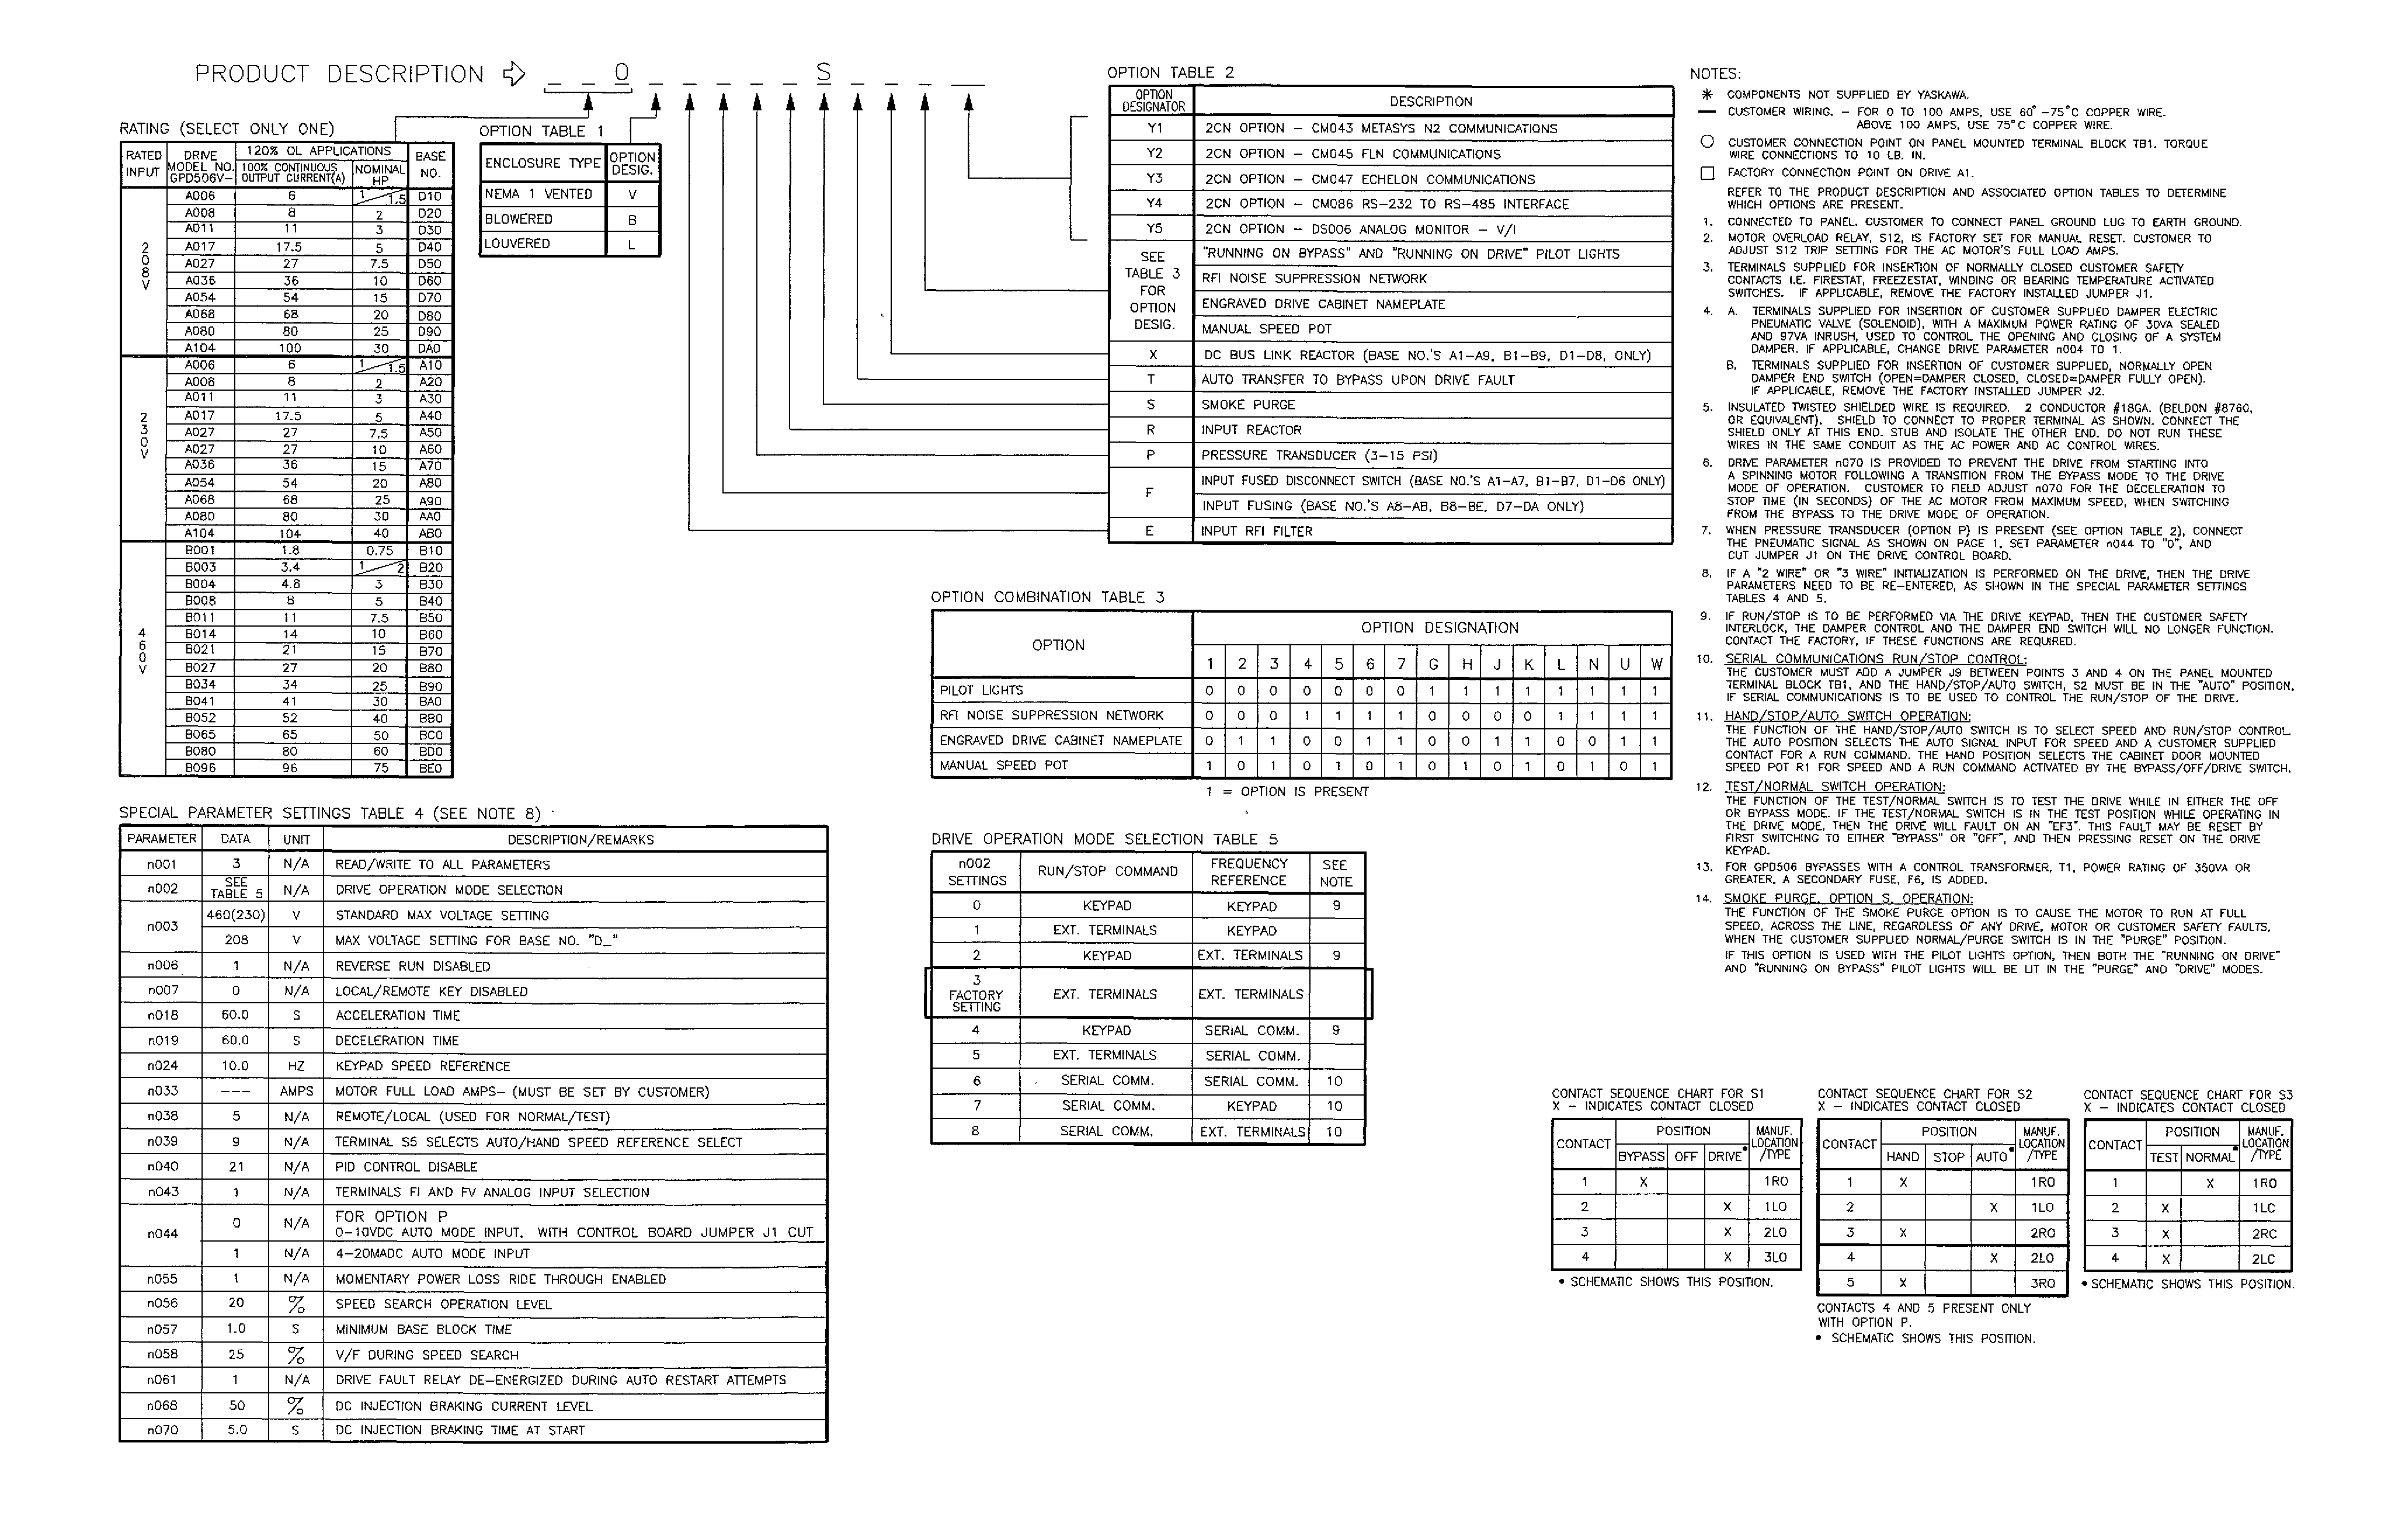 PRODUCT DESCRIPTION ⇨ _ _ 0 _ _ _ _ _ S _ _ _ __
RATING (SELECT ONLY ONE)
RATED INPUT | DRIVE MODEL NO. GPD506V- | 120% OL APPLICATIONS | BASE NO.
100% CONTINUOUS OUTPUT CURRENT(A) | NOMINAL HP
208V
A006 6 1/1.5 D10
A008 8 2 D20
A011 11 3 D30
A017 17.5 5 D40
A027 27 7.5 D50
A036 36 10 D60
A054 54 15 D70
A068 68 20 D80
A080 80 25 D90
A104 100 30 DA0
230V
A006 6 1/1.5 A10
A008 8 2 A20
A011 11 3 A30
A017 17.5 5 A40
A027 27 7.5 A50
A027 27 10 A60
A036 36 15 A70
A054 54 20 A80
A068 68 25 A90
A080 80 30 AA0
A104 104 40 AB0
460V
B001 1.8 0.75 B10
B003 3.4 1/2 B20
B004 4.8 3 B30
B008 8 5 B40
B011 11 7.5 B50
B014 14 10 B60
B021 21 15 B70
B027 27 20 B80
B034 34 25 B90
B041 41 30 BA0
B052 52 40 BB0
B065 65 50 BC0
B080 80 60 BD0
B096 96 75 BE0
OPTION TABLE 1
ENCLOSURE TYPE | OPTION DESIG.
NEMA 1 VENTED V
BLOWERED B
LOUVERED L
OPTION TABLE 2
OPTION DESIGNATOR | DESCRIPTION
Y1 2CN OPTION – CM043 METASYS N2 COMMUNICATIONS
Y2 2CN OPTION – CM045 FLN COMMUNICATIONS
Y3 2CN OPTION – CM047 ECHELON COMMUNICATIONS
Y4 2CN OPTION – CM086 RS-232 TO RS-485 INTERFACE
Y5 2CN OPTION – DS006 ANALOG MONITOR – V/I
SEE TABLE 3 FOR OPTION DESIG.
"RUNNING ON BYPASS" AND "RUNNING ON DRIVE" PILOT LIGHTS
RFI NOISE SUPPRESSION NETWORK
ENGRAVED DRIVE CABINET NAMEPLATE
MANUAL SPEED POT
X DC BUS LINK REACTOR (BASE NO.'S A1-A9, B1-B9, D1-D8, ONLY)
T AUTO TRANSFER TO BYPASS UPON DRIVE FAULT
S SMOKE PURGE
R INPUT REACTOR
P PRESSURE TRANSDUCER (3-15 PSI)
F INPUT FUSED DISCONNECT SWITCH (BASE NO.'S A1-A7, B1-B7, D1-D6 ONLY)
INPUT FUSING (BASE NO.'S A8-AB, B8-BE, D7-DA ONLY)
E INPUT RFI FILTER
OPTION COMBINATION TABLE 3
OPTION | OPTION DESIGNATION
1 2 3 4 5 6 7 G H J K L N U W
PILOT LIGHTS 0 0 0 0 0 0 0 1 1 1 1 1 1 1 1
RFI NOISE SUPPRESSION NETWORK 0 0 0 1 1 1 1 0 0 0 0 1 1 1 1
ENGRAVED DRIVE CABINET NAMEPLATE 0 1 1 0 0 1 1 0 0 1 1 0 0 1 1
MANUAL SPEED POT 1 0 1 0 1 0 1 0 1 0 1 0 1 0 1
1 = OPTION IS PRESENT
SPECIAL PARAMETER SETTINGS TABLE 4 (SEE NOTE 8)
PARAMETER | DATA | UNIT | DESCRIPTION/REMARKS
n001 3 N/A READ/WRITE TO ALL PARAMETERS
n002 SEE TABLE 5 N/A DRIVE OPERATION MODE SELECTION
n003 460(230) V STANDARD MAX VOLTAGE SETTING
208 V MAX VOLTAGE SETTING FOR BASE NO. "D_"
n006 1 N/A REVERSE RUN DISABLED
n007 0 N/A LOCAL/REMOTE KEY DISABLED
n018 60.0 S ACCELERATION TIME
n019 60.0 S DECELERATION TIME
n024 10.0 HZ KEYPAD SPEED REFERENCE
n033 --- AMPS MOTOR FULL LOAD AMPS- (MUST BE SET BY CUSTOMER)
n038 5 N/A REMOTE/LOCAL (USED FOR NORMAL/TEST)
n039 9 N/A TERMINAL S5 SELECTS AUTO/HAND SPEED REFERENCE SELECT
n040 21 N/A PID CONTROL DISABLE
n043 1 N/A TERMINALS FI AND FV ANALOG INPUT SELECTION
n044 0 N/A FOR OPTION P
0-10VDC AUTO MODE INPUT, WITH CONTROL BOARD JUMPER J1 CUT
1 N/A 4-20MADC AUTO MODE INPUT
n055 1 N/A MOMENTARY POWER LOSS RIDE THROUGH ENABLED
n056 20 % SPEED SEARCH OPERATION LEVEL
n057 1.0 S MINIMUM BASE BLOCK TIME
n058 25 % V/F DURING SPEED SEARCH
n061 1 N/A DRIVE FAULT RELAY DE-ENERGIZED DURING AUTO RESTART ATTEMPTS
n068 50 % DC INJECTION BRAKING CURRENT LEVEL
n070 5.0 S DC INJECTION BRAKING TIME AT START
DRIVE OPERATION MODE SELECTION TABLE 5
n002 SETTINGS | RUN/STOP COMMAND | FREQUENCY REFERENCE | SEE NOTE
0 KEYPAD KEYPAD 9
1 EXT. TERMINALS KEYPAD
2 KEYPAD EXT. TERMINALS 9
3 FACTORY SETTING EXT. TERMINALS EXT. TERMINALS
4 KEYPAD SERIAL COMM. 9
5 EXT. TERMINALS SERIAL COMM.
6 SERIAL COMM. SERIAL COMM. 10
7 SERIAL COMM. KEYPAD 10
8 SERIAL COMM. EXT. TERMINALS 10
NOTES:
* COMPONENTS NOT SUPPLIED BY YASKAWA.
— CUSTOMER WIRING. – FOR 0 TO 100 AMPS, USE 60°-75°C COPPER WIRE.
ABOVE 100 AMPS, USE 75°C COPPER WIRE.
○ CUSTOMER CONNECTION POINT ON PANEL MOUNTED TERMINAL BLOCK TB1. TORQUE
WIRE CONNECTIONS TO 10 LB. IN.
□ FACTORY CONNECTION POINT ON DRIVE A1.
REFER TO THE PRODUCT DESCRIPTION AND ASSOCIATED OPTION TABLES TO DETERMINE
WHICH OPTIONS ARE PRESENT.
1. CONNECTED TO PANEL. CUSTOMER TO CONNECT PANEL GROUND LUG TO EARTH GROUND.
2. MOTOR OVERLOAD RELAY, S12, IS FACTORY SET FOR MANUAL RESET. CUSTOMER TO
ADJUST S12 TRIP SETTING FOR THE AC MOTOR'S FULL LOAD AMPS.
3. TERMINALS SUPPLIED FOR INSERTION OF NORMALLY CLOSED CUSTOMER SAFETY
CONTACTS I.E. FIRESTAT, FREEZESTAT, WINDING OR BEARING TEMPERATURE ACTIVATED
SWITCHES. IF APPLICABLE, REMOVE THE FACTORY INSTALLED JUMPER J1.
4. A. TERMINALS SUPPLIED FOR INSERTION OF CUSTOMER SUPPLIED DAMPER ELECTRIC
PNEUMATIC VALVE (SOLENOID), WITH A MAXIMUM POWER RATING OF 30VA SEALED
AND 97VA INRUSH, USED TO CONTROL THE OPENING AND CLOSING OF A SYSTEM
DAMPER. IF APPLICABLE, CHANGE DRIVE PARAMETER n004 TO 1.
B. TERMINALS SUPPLIED FOR INSERTION OF CUSTOMER SUPPLIED, NORMALLY OPEN
DAMPER END SWITCH (OPEN=DAMPER CLOSED, CLOSED=DAMPER FULLY OPEN).
IF APPLICABLE, REMOVE THE FACTORY INSTALLED JUMPER J2.
5. INSULATED TWISTED SHIELDED WIRE IS REQUIRED. 2 CONDUCTOR #18GA. (BELDON #8760,
OR EQUIVALENT). SHIELD TO CONNECT TO PROPER TERMINAL AS SHOWN. CONNECT THE
SHIELD ONLY AT THIS END. STUB AND ISOLATE THE OTHER END. DO NOT RUN THESE
WIRES IN THE SAME CONDUIT AS THE AC POWER AND AC CONTROL WIRES.
6. DRIVE PARAMETER n070 IS PROVIDED TO PREVENT THE DRIVE FROM STARTING INTO
A SPINNING MOTOR FOLLOWING A TRANSITION FROM THE BYPASS MODE TO THE DRIVE
MODE OF OPERATION. CUSTOMER TO FIELD ADJUST n070 FOR THE DECELERATION TO
STOP TIME (IN SECONDS) OF THE AC MOTOR FROM MAXIMUM SPEED, WHEN SWITCHING
FROM THE BYPASS TO THE DRIVE MODE OF OPERATION.
7. WHEN PRESSURE TRANSDUCER (OPTION P) IS PRESENT (SEE OPTION TABLE 2), CONNECT
THE PNEUMATIC SIGNAL AS SHOWN ON PAGE 1, SET PARAMETER n044 TO "0", AND
CUT JUMPER J1 ON THE DRIVE CONTROL BOARD.
8. IF A "2 WIRE" OR "3 WIRE" INITIALIZATION IS PERFORMED ON THE DRIVE, THEN THE DRIVE
PARAMETERS NEED TO BE RE-ENTERED, AS SHOWN IN THE SPECIAL PARAMETER SETTINGS
TABLES 4 AND 5.
9. IF RUN/STOP IS TO BE PERFORMED VIA THE DRIVE KEYPAD, THEN THE CUSTOMER SAFETY
INTERLOCK, THE DAMPER CONTROL AND THE DAMPER END SWITCH WILL NO LONGER FUNCTION.
CONTACT THE FACTORY, IF THESE FUNCTIONS ARE REQUIRED.
10. SERIAL COMMUNICATIONS RUN/STOP CONTROL:
THE CUSTOMER MUST ADD A JUMPER J9 BETWEEN POINTS 3 AND 4 ON THE PANEL MOUNTED
TERMINAL BLOCK TB1, AND THE HAND/STOP/AUTO SWITCH, S2 MUST BE IN THE "AUTO" POSITION,
IF SERIAL COMMUNICATIONS IS TO BE USED TO CONTROL THE RUN/STOP OF THE DRIVE.
11. HAND/STOP/AUTO SWITCH OPERATION:
THE FUNCTION OF THE HAND/STOP/AUTO SWITCH IS TO SELECT SPEED AND RUN/STOP CONTROL.
THE AUTO POSITION SELECTS THE AUTO SIGNAL INPUT FOR SPEED AND A CUSTOMER SUPPLIED
CONTACT FOR A RUN COMMAND. THE HAND POSITION SELECTS THE CABINET DOOR MOUNTED
SPEED POT R1 FOR SPEED AND A RUN COMMAND ACTIVATED BY THE BYPASS/OFF/DRIVE SWITCH.
12. TEST/NORMAL SWITCH OPERATION:
THE FUNCTION OF THE TEST/NORMAL SWITCH IS TO TEST THE DRIVE WHILE IN EITHER THE OFF
OR BYPASS MODE. IF THE TEST/NORMAL SWITCH IS IN THE TEST POSITION WHILE OPERATING IN
THE DRIVE MODE, THEN THE DRIVE WILL FAULT ON AN "EF3". THIS FAULT MAY BE RESET BY
FIRST SWITCHING TO EITHER "BYPASS" OR "OFF", AND THEN PRESSING RESET ON THE DRIVE
KEYPAD.
13. FOR GPD506 BYPASSES WITH A CONTROL TRANSFORMER, T1, POWER RATING OF 350VA OR
GREATER, A SECONDARY FUSE, F6, IS ADDED.
14. SMOKE PURGE, OPTION S, OPERATION:
THE FUNCTION OF THE SMOKE PURGE OPTION IS TO CAUSE THE MOTOR TO RUN AT FULL
SPEED, ACROSS THE LINE, REGARDLESS OF ANY DRIVE, MOTOR OR CUSTOMER SAFETY FAULTS,
WHEN THE CUSTOMER SUPPLIED NORMAL/PURGE SWITCH IS IN THE "PURGE" POSITION.
IF THIS OPTION IS USED WITH THE PILOT LIGHTS OPTION, THEN BOTH THE "RUNNING ON DRIVE"
AND "RUNNING ON BYPASS" PILOT LIGHTS WILL BE LIT IN THE "PURGE" AND "DRIVE" MODES.
CONTACT SEQUENCE CHART FOR S1
X – INDICATES CONTACT CLOSED
CONTACT | POSITION | MANUF. LOCATION /TYPE
BYPASS OFF DRIVE•
1 X 1RO
2 X 1LO
3 X 2LO
4 X 3LO
• SCHEMATIC SHOWS THIS POSITION.
CONTACT SEQUENCE CHART FOR S2
X – INDICATES CONTACT CLOSED
CONTACT | POSITION | MANUF. LOCATION /TYPE
HAND STOP AUTO•
1 X 1RO
2 X 1LO
3 X 2RO
4 X 2LO
5 X 3RO
CONTACTS 4 AND 5 PRESENT ONLY
WITH OPTION P.
• SCHEMATIC SHOWS THIS POSITION.
CONTACT SEQUENCE CHART FOR S3
X – INDICATES CONTACT CLOSED
CONTACT | POSITION | MANUF. LOCATION /TYPE
TEST NORMAL•
1 X 1RO
2 X 1LC
3 X 2RC
4 X 2LC
• SCHEMATIC SHOWS THIS POSITION.